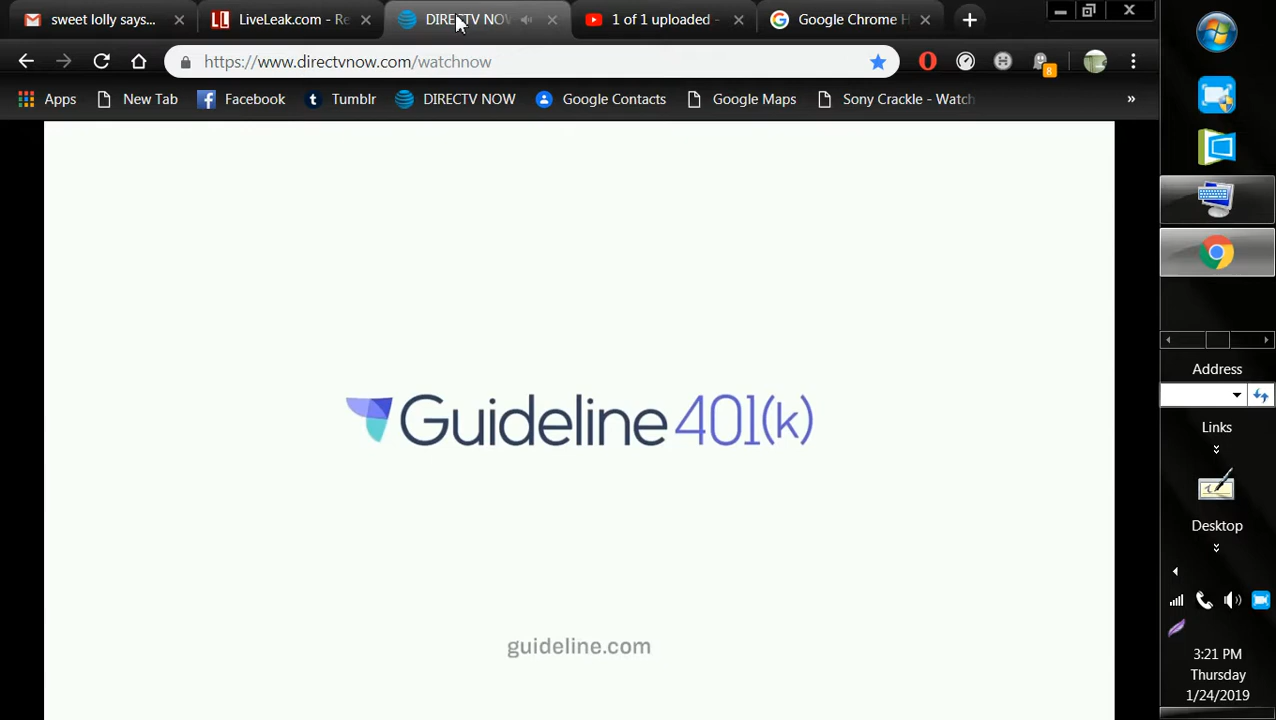 sweet lolly says...
LiveLeak.com - Re
DIRECTV NOW
1 of 1 uploaded -
Google Chrome H
https://www.directvnow.com/watchnow
8
Apps
New Tab
Facebook
Tumblr
DIRECTV NOW
Google Contacts
Google Maps
Sony Crackle - Watch
»
Guideline 401(k)
guideline.com
Address
Links
Desktop
3:21 PM
Thursday
1/24/2019